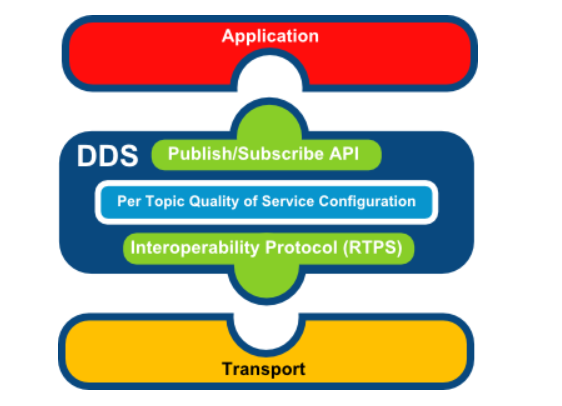 Application
DDS
Publish/Subscribe API
Per Topic Quality of Service Configuration
Interoperability Protocol (RTPS)
Transport